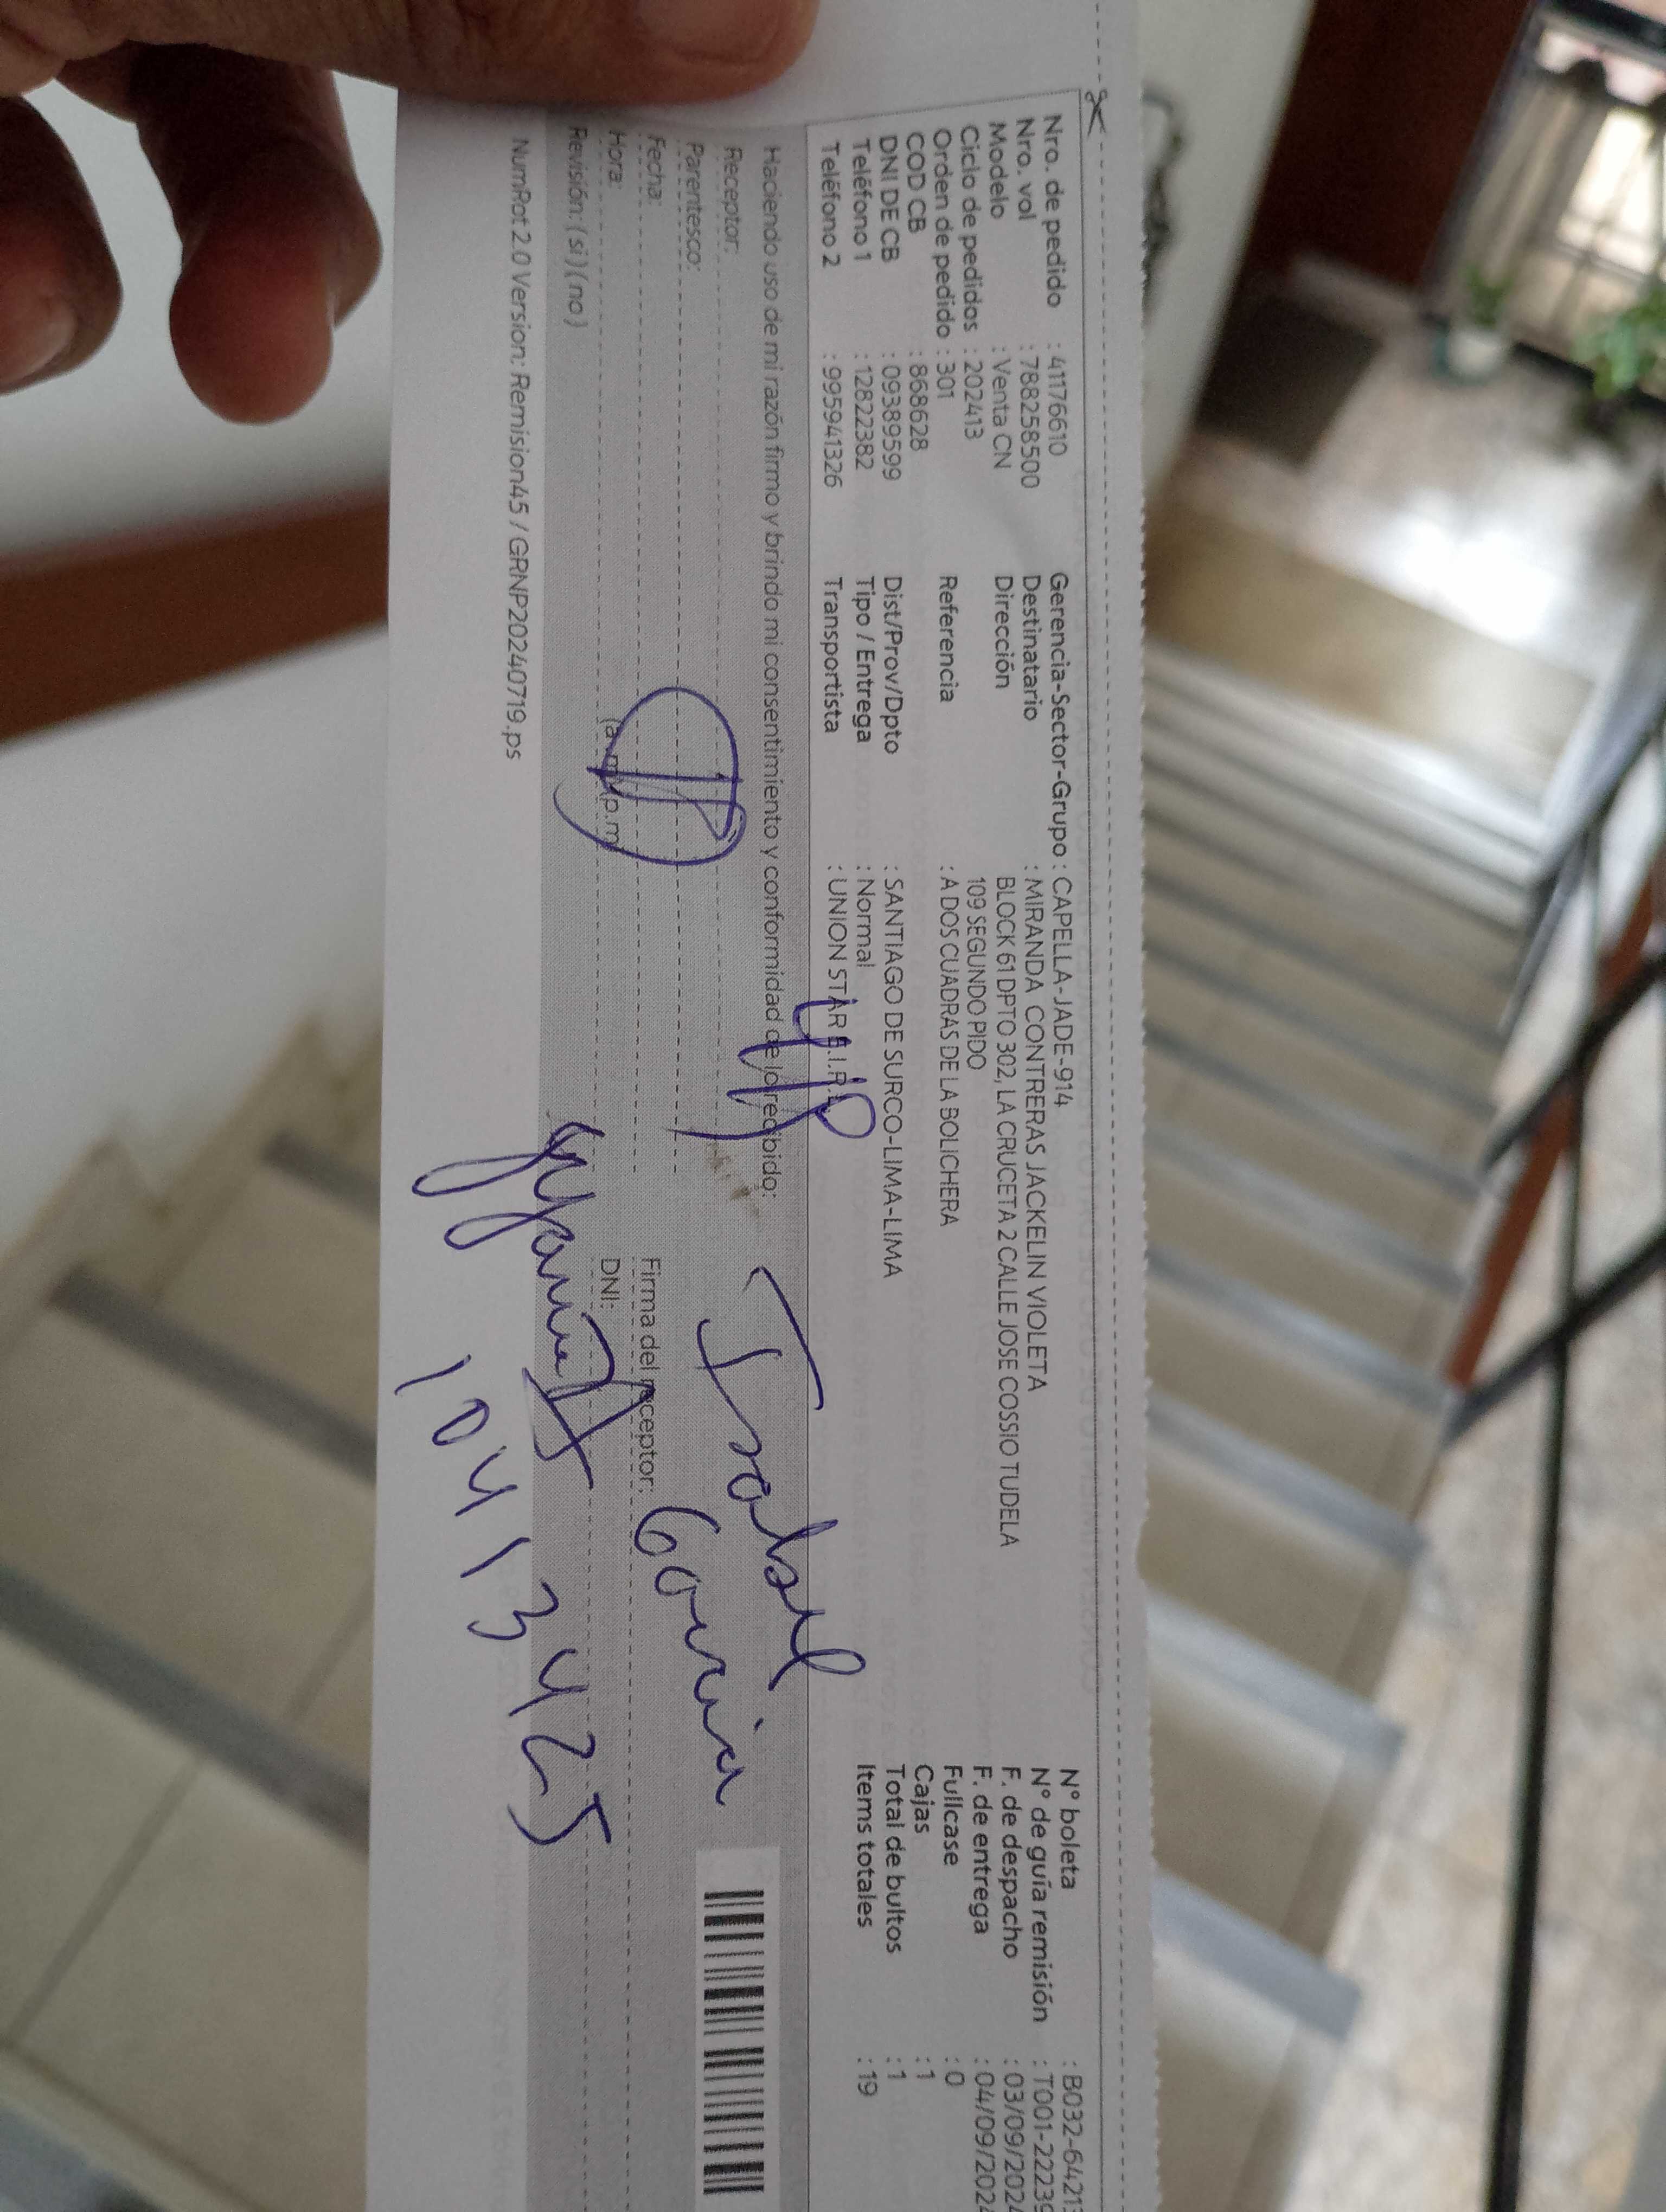 Nro. de pedido : 41176610
Nro. vol : 788258500
Modelo : Venta CN
Ciclo de pedidos : 202413
Orden de pedido : 301
COD CB : 868628
DNI DE CB : 09389599
Teléfono 1 : 12822382
Teléfono 2 : 995941326
Gerencia-Sector-Grupo : CAPELLA-JADE-914
Destinatario : MIRANDA CONTRERAS JACKELIN VIOLETA
Dirección BLOCK 61 DPTO 302, LA CRUCETA 2 CALLE JOSE COSSIO TUDELA
109 SEGUNDO PIDO
Referencia : A DOS CUADRAS DE LA BOLICHERA
Dist/Prov/Dpto : SANTIAGO DE SURCO-LIMA-LIMA
Tipo / Entrega : Normal
Transportista : UNION STAR E.I.R.L
N° boleta : B032-64213
N° de guía remisión : T001-22239
F. de despacho : 03/09/2024
F. de entrega : 04/09/2024
Fullcase : 0
Cajas : 1
Total de bultos : 1
Items totales : 19
Haciendo uso de mi razón firmo y brindo mi consentimiento y conformidad de lo recibido:
Receptor:
Parentesco:
Fecha:
Hora: (a.m)(p.m)
Revisión: ( si ) ( no )
Isabel
Firma del receptor:
DNI:
10413425
NumRot 2.0 Version: Remision45 / GRNP20240719.ps